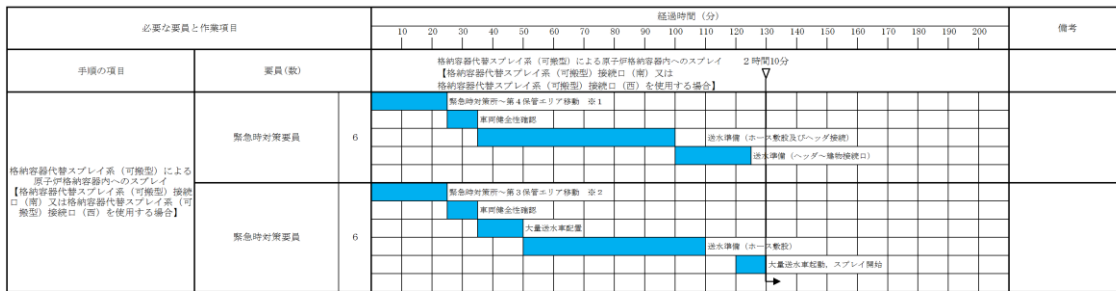 必要な要員と作業項目
経過時間(分)
備考
10 20 30 40 50 60 70 80 90 100 110 120 130 140 150 160 170 180 190 200
手順の項目
要員(数)
格納容器代替スプレイ系(可搬型)による原子炉格納容器内へのスプレイ 2時間10分
【格納容器代替スプレイ系(可搬型)接続口(南)又は
格納容器代替スプレイ系(可搬型)接続口(西)を使用する場合】
▽
格納容器代替スプレイ系(可搬型)による
原子炉格納容器内へのスプレイ
【格納容器代替スプレイ系(可搬型)接続
口(南)又は格納容器代替スプレイ系(可
搬型)接続口(西)を使用する場合】
緊急時対策要員
6
緊急時対策所~第4保管エリア移動 ※1
車両健全性確認
送水準備(ホース敷設及びヘッダ接続)
送水準備(ヘッダ~建物接続口)
緊急時対策要員
6
緊急時対策所~第3保管エリア移動 ※2
車両健全性確認
大量送水車配置
送水準備(ホース敷設)
大量送水車起動、スプレイ開始